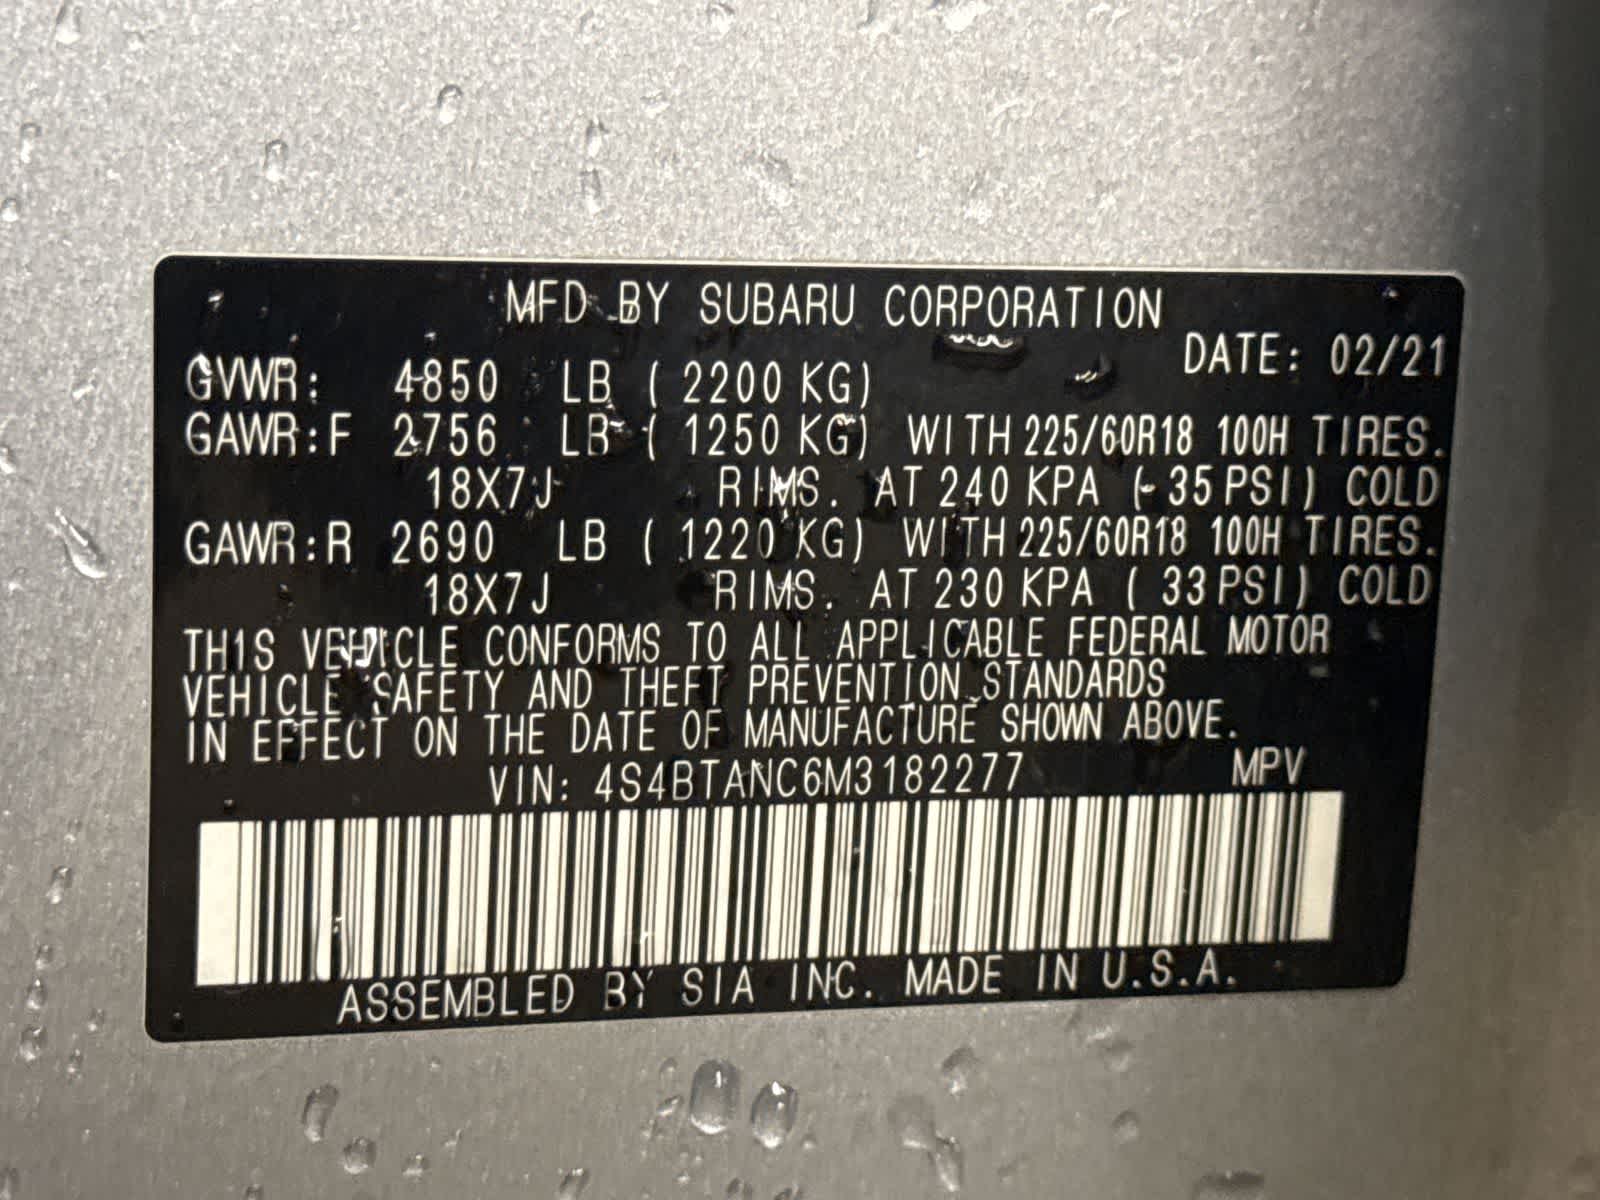 MFD BY SUBARU CORPORATION
DATE: 02/21
GVWR: 4850 LB ( 2200 KG)
GAWR:F 2756 LB ( 1250 KG) WITH 225/60R18 100H TIRES.
18X7J RIMS. AT 240 KPA ( 35 PSI) COLD
GAWR:R 2690 LB ( 1220 KG) WITH 225/60R18 100H TIRES.
18X7J RIMS. AT 230 KPA ( 33 PSI) COLD
THIS VEHICLE CONFORMS TO ALL APPLICABLE FEDERAL MOTOR
VEHICLE SAFETY AND THEFT PREVENTION STANDARDS
IN EFFECT ON THE DATE OF MANUFACTURE SHOWN ABOVE.
VIN: 4S4BTANC6M3182277 MPV
ASSEMBLED BY SIA INC. MADE IN U.S.A.